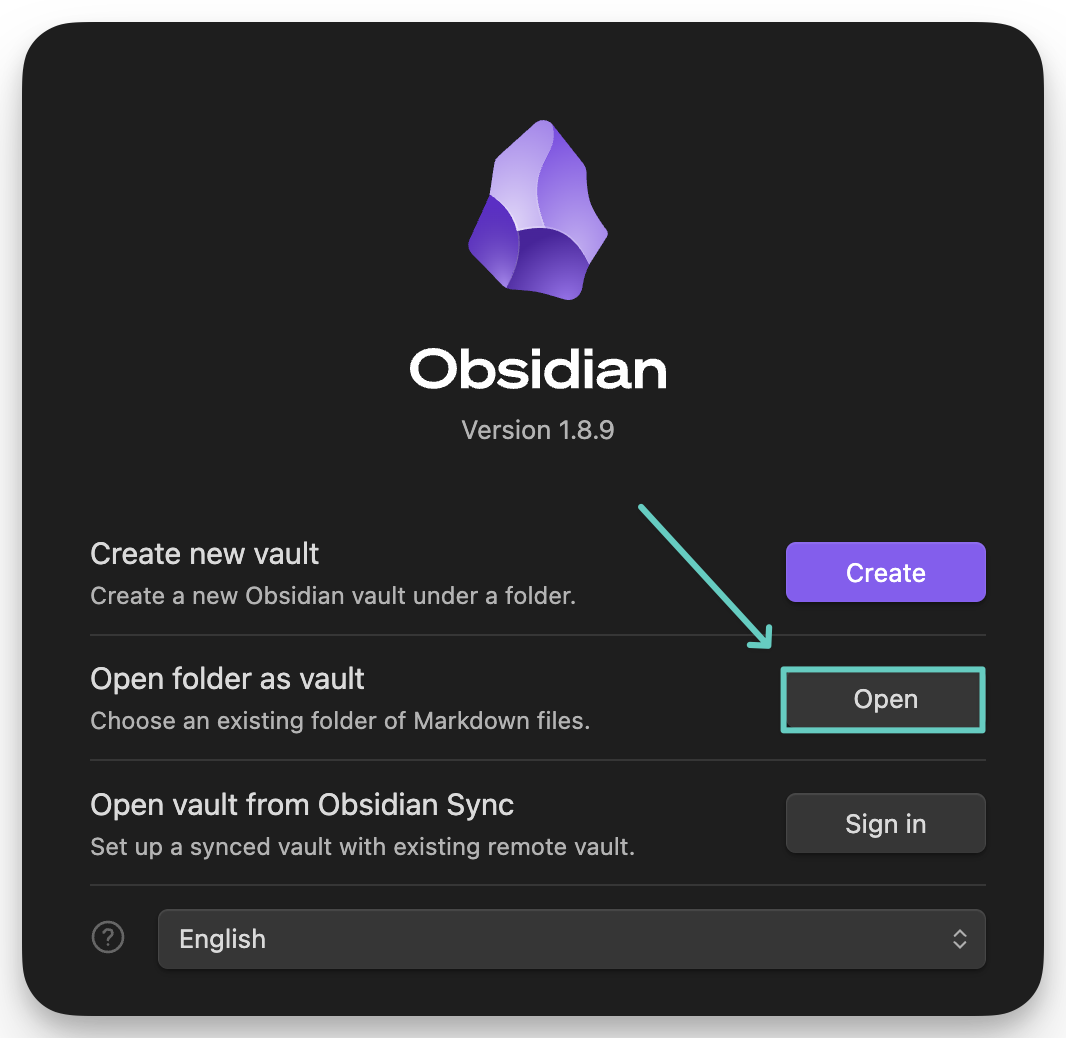 Obsidian
Version 1.8.9
Create new vault
Create a new Obsidian vault under a folder.
Create
Open folder as vault
Choose an existing folder of Markdown files.
Open
Open vault from Obsidian Sync
Set up a synced vault with existing remote vault.
Sign in
?
English